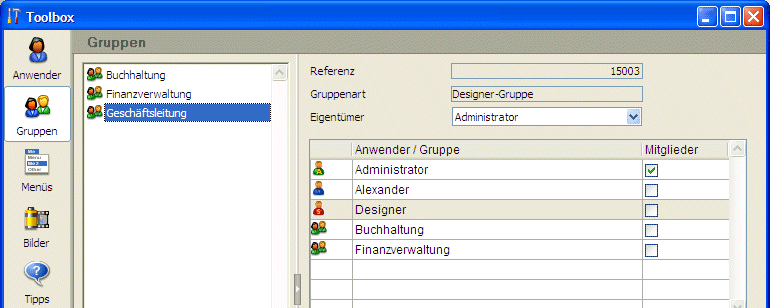 Toolbox
Gruppen
Anwender
Gruppen
Menüs
Bilder
Tipps
Buchhaltung
Finanzverwaltung
Geschäftsleitung
Referenz 15003
Gruppenart Designer-Gruppe
Eigentümer Administrator
Anwender / Gruppe Mitglieder
Administrator
Alexander
Designer
Buchhaltung
Finanzverwaltung